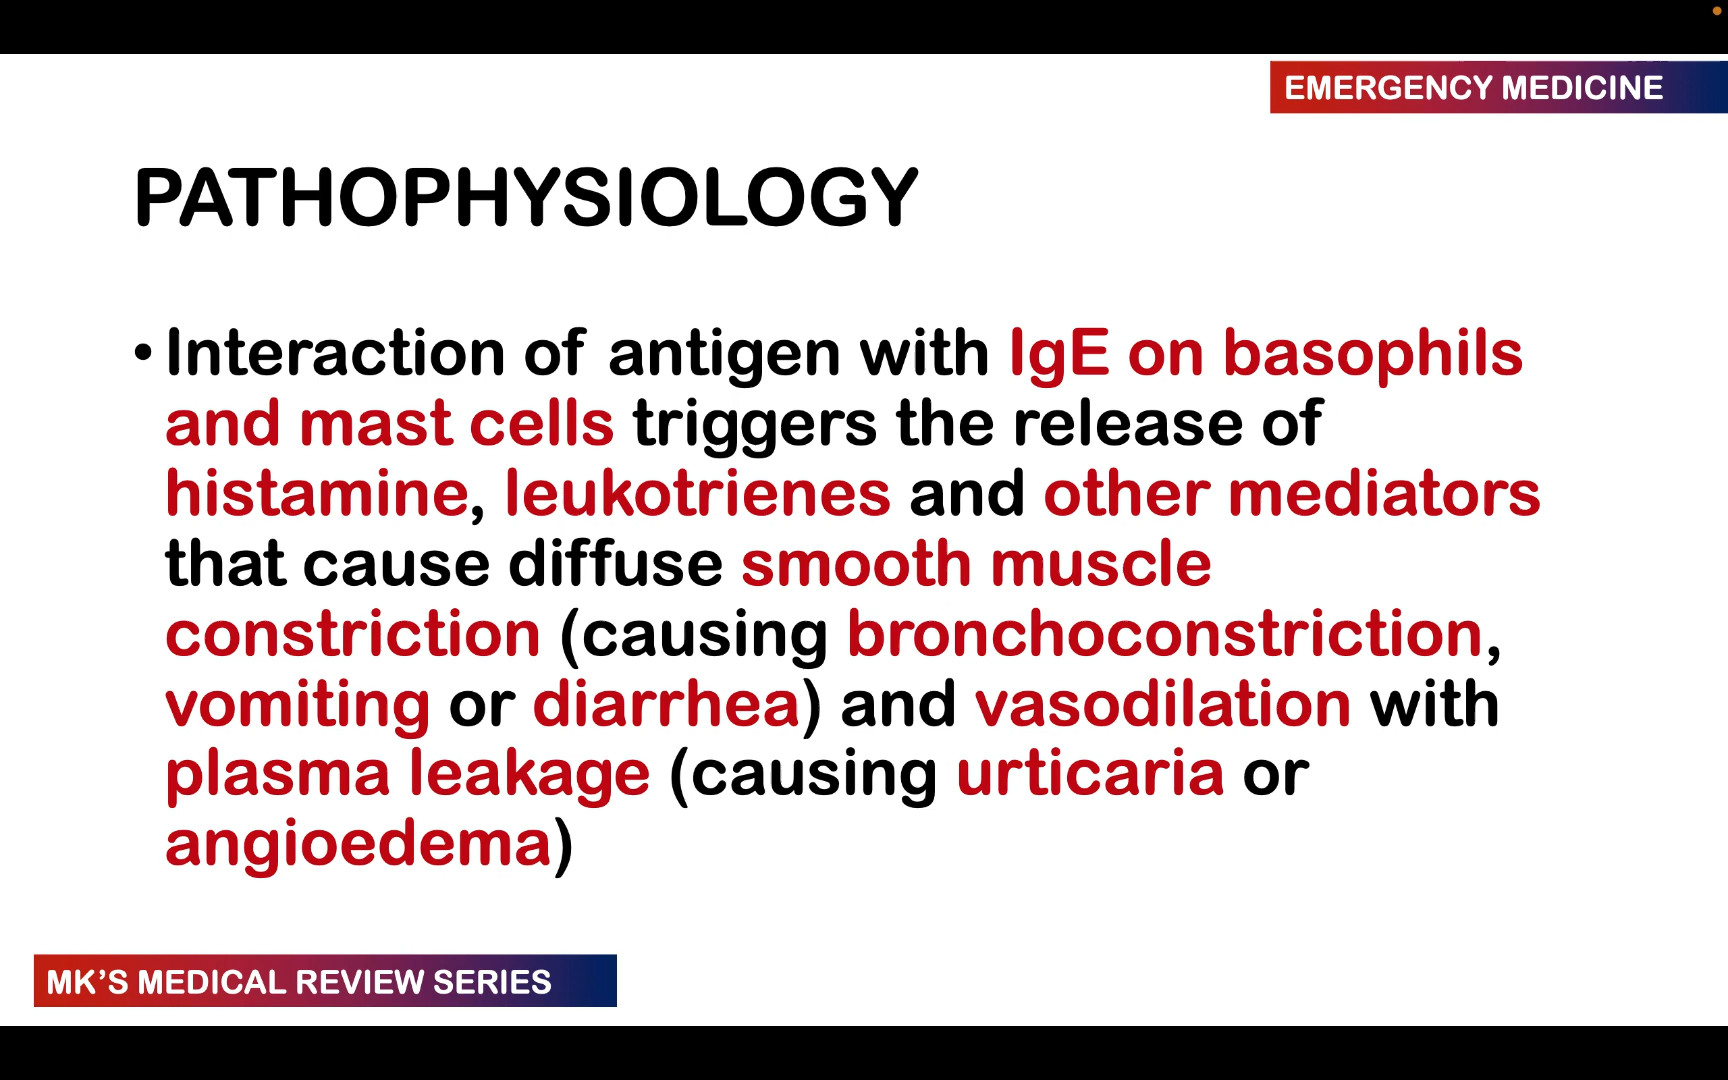 EMERGENCY MEDICINE
PATHOPHYSIOLOGY
• Interaction of antigen with IgE on basophils
and mast cells triggers the release of
histamine, leukotrienes and other mediators
that cause diffuse smooth muscle
constriction (causing bronchoconstriction,
vomiting or diarrhea) and vasodilation with
plasma leakage (causing urticaria or
angioedema)
MK’S MEDICAL REVIEW SERIES